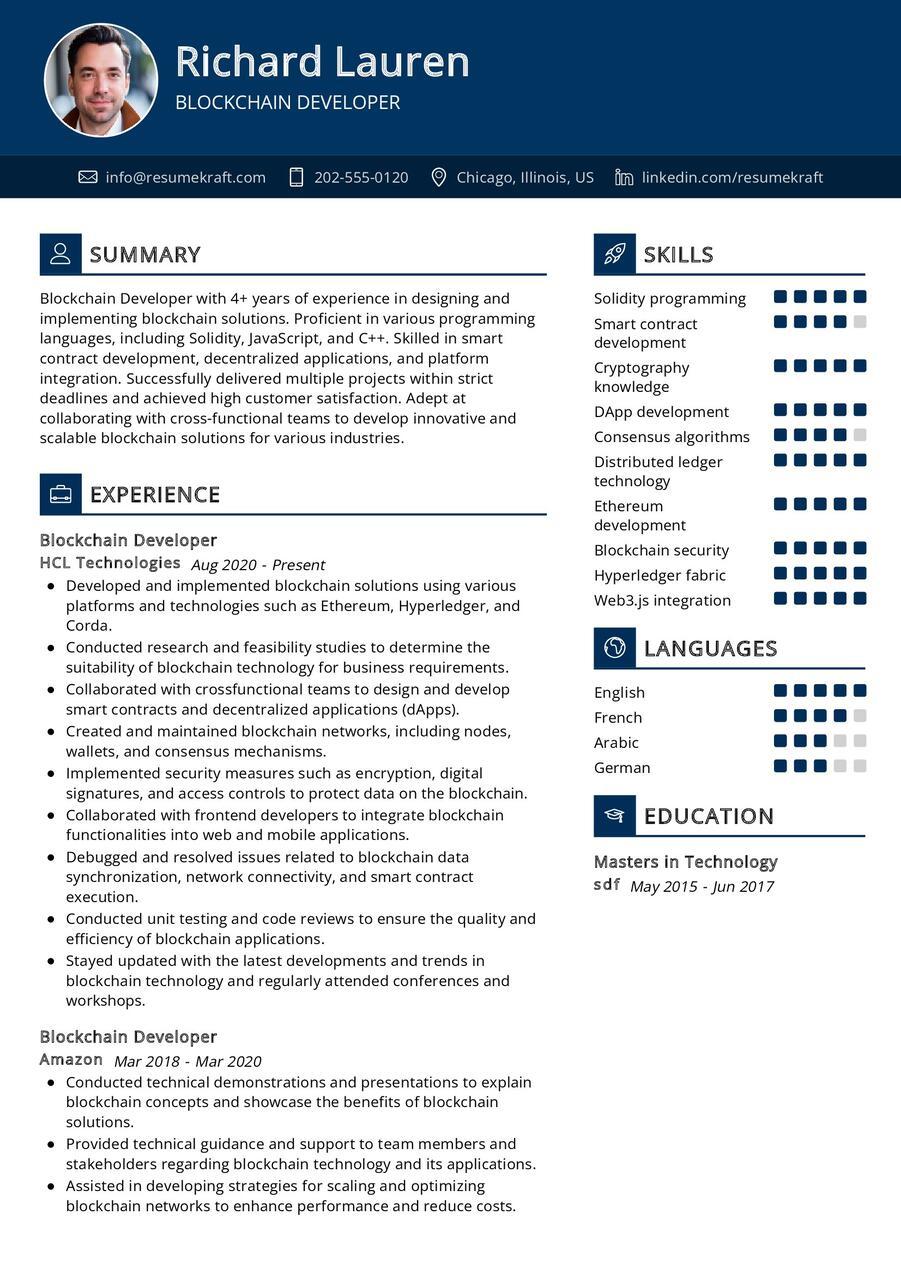 Richard Lauren
BLOCKCHAIN DEVELOPER
info@resumekraft.com
202-555-0120
Chicago, Illinois, US
linkedin.com/resumekraft
SUMMARY
Blockchain Developer with 4+ years of experience in designing and
implementing blockchain solutions. Proficient in various programming
languages, including Solidity, JavaScript, and C++. Skilled in smart
contract development, decentralized applications, and platform
integration. Successfully delivered multiple projects within strict
deadlines and achieved high customer satisfaction. Adept at
collaborating with cross-functional teams to develop innovative and
scalable blockchain solutions for various industries.
EXPERIENCE
Blockchain Developer
HCL Technologies Aug 2020 - Present
● Developed and implemented blockchain solutions using various
platforms and technologies such as Ethereum, Hyperledger, and
Corda.
● Conducted research and feasibility studies to determine the
suitability of blockchain technology for business requirements.
● Collaborated with crossfunctional teams to design and develop
smart contracts and decentralized applications (dApps).
● Created and maintained blockchain networks, including nodes,
wallets, and consensus mechanisms.
● Implemented security measures such as encryption, digital
signatures, and access controls to protect data on the blockchain.
● Collaborated with frontend developers to integrate blockchain
functionalities into web and mobile applications.
● Debugged and resolved issues related to blockchain data
synchronization, network connectivity, and smart contract
execution.
● Conducted unit testing and code reviews to ensure the quality and
efficiency of blockchain applications.
● Stayed updated with the latest developments and trends in
blockchain technology and regularly attended conferences and
workshops.
Blockchain Developer
Amazon Mar 2018 - Mar 2020
● Conducted technical demonstrations and presentations to explain
blockchain concepts and showcase the benefits of blockchain
solutions.
● Provided technical guidance and support to team members and
stakeholders regarding blockchain technology and its applications.
● Assisted in developing strategies for scaling and optimizing
blockchain networks to enhance performance and reduce costs.
SKILLS
Solidity programming
Smart contract
development
Cryptography
knowledge
DApp development
Consensus algorithms
Distributed ledger
technology
Ethereum
development
Blockchain security
Hyperledger fabric
Web3.js integration
LANGUAGES
English
French
Arabic
German
EDUCATION
Masters in Technology
sdf May 2015 - Jun 2017